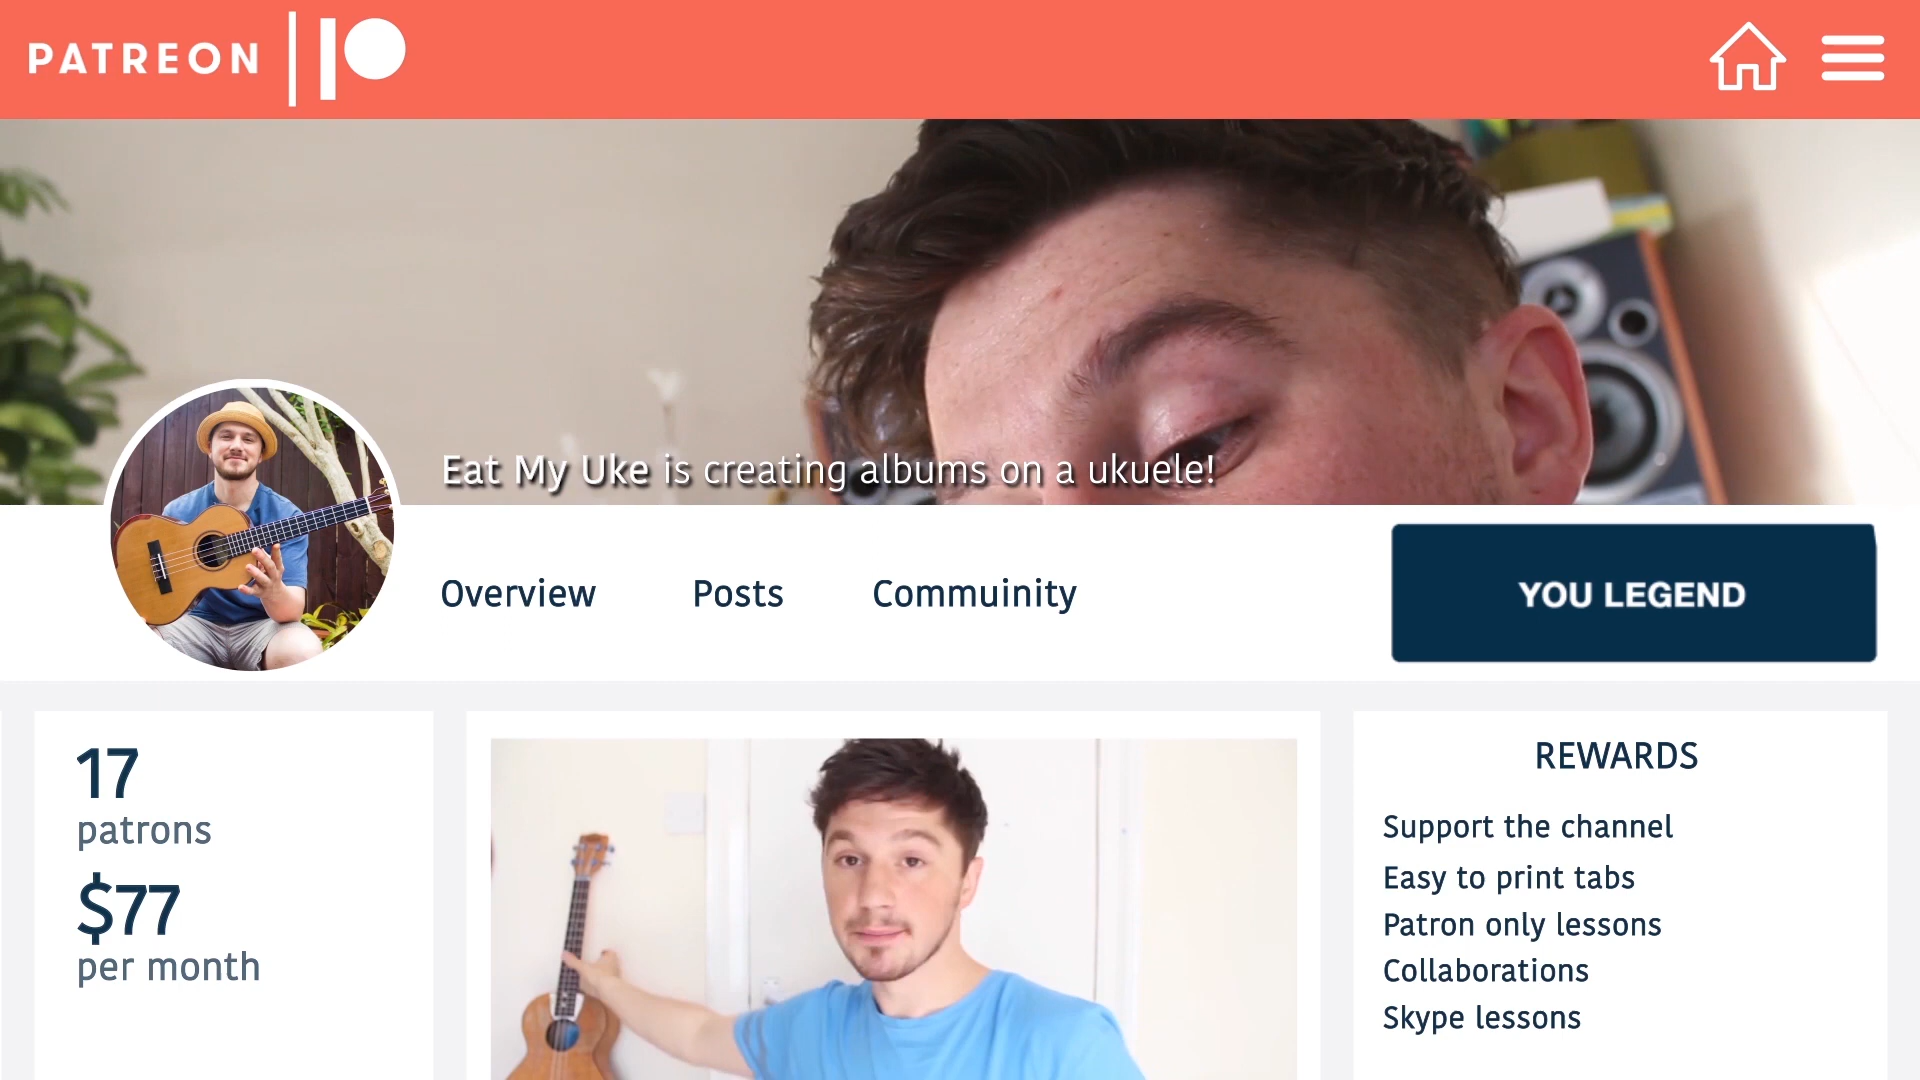 PATREON
Eat My Uke is creating albums on a ukuele!
Overview
Posts
Commuinity
YOU LEGEND
17
patrons
$77
per month
REWARDS
Support the channel
Easy to print tabs
Patron only lessons
Collaborations
Skype lessons